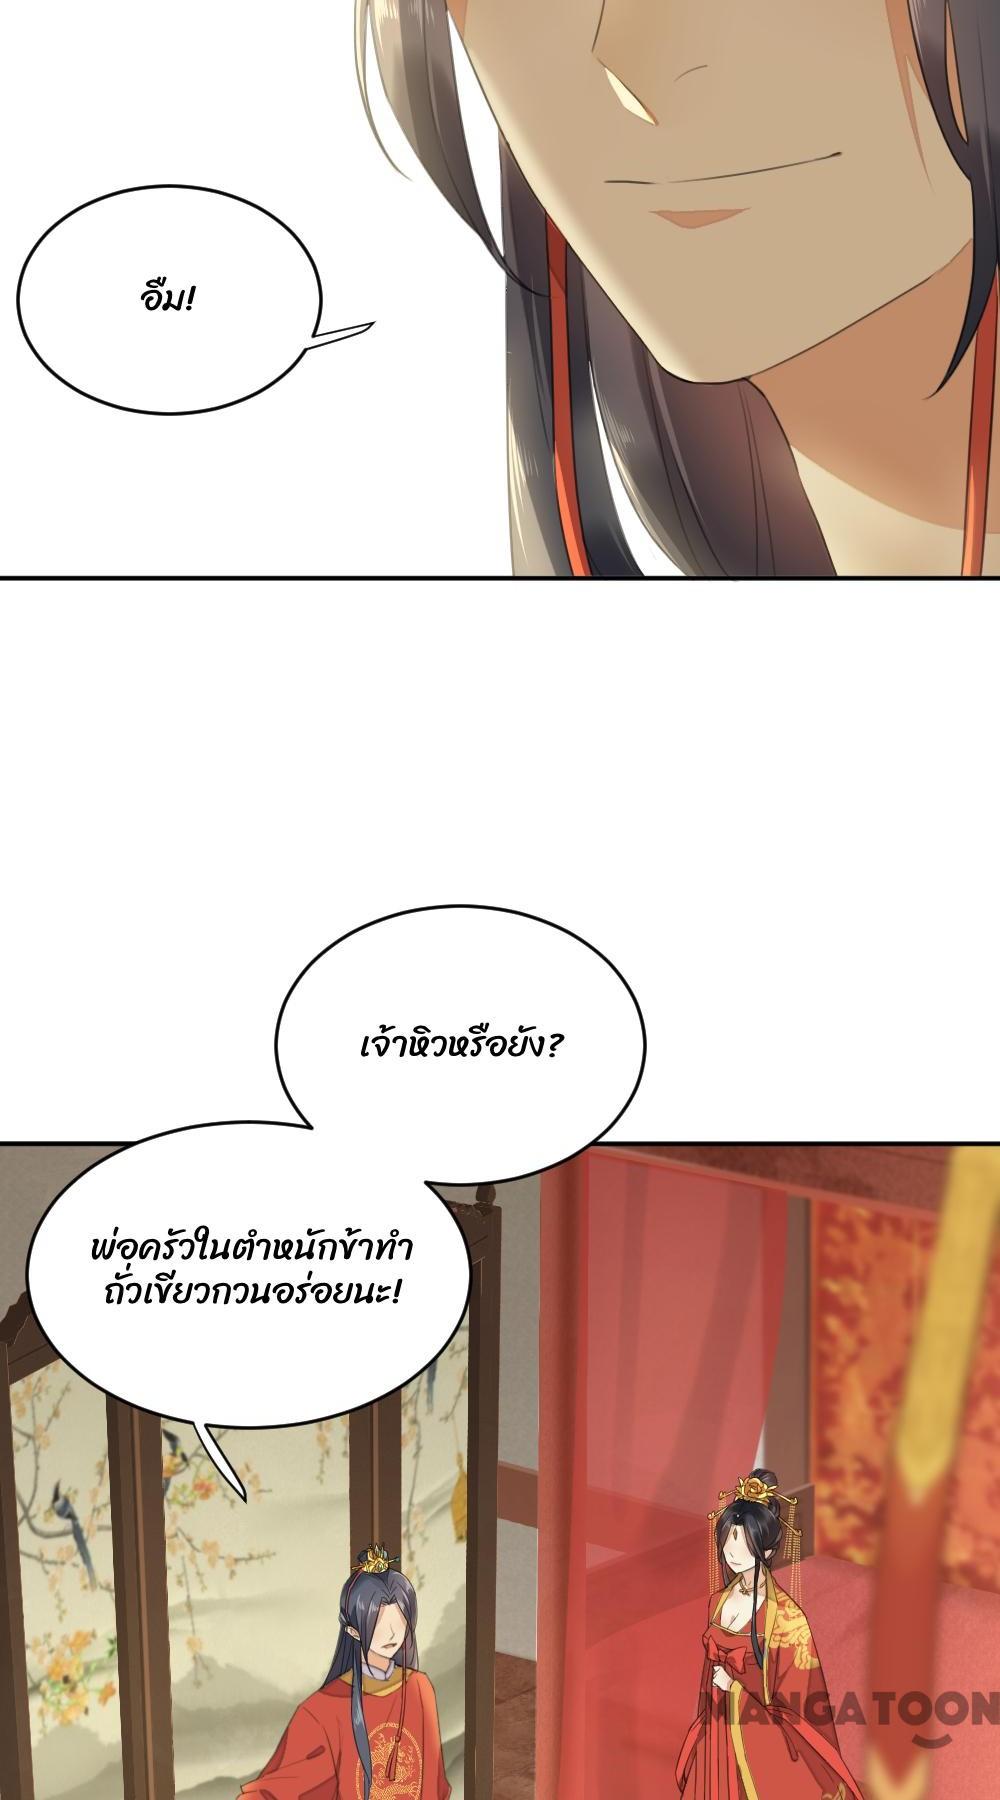 อืม!
เจ้าหิวหรือยัง?
พ่อครัวในตำหนักข้าทำ
ถั่วเขียวกวนอร่อยนะ!
MANGATOON